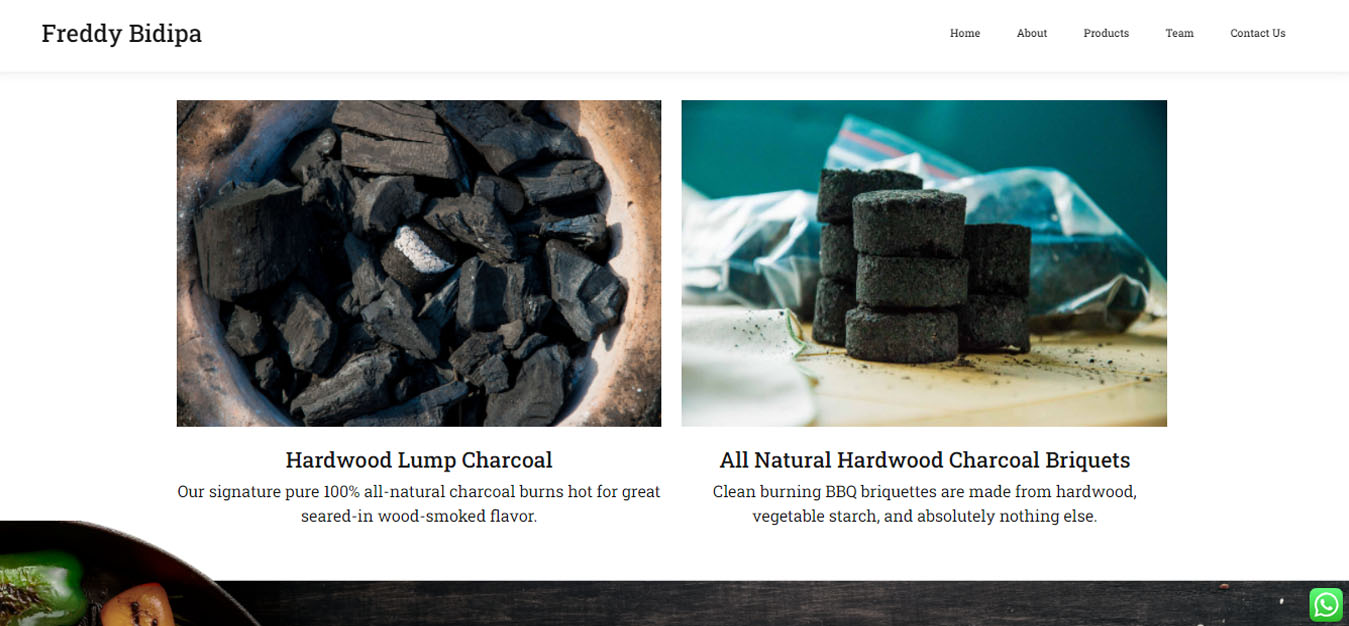 Freddy Bidipa
Home About Products Team Contact Us
Hardwood Lump Charcoal
Our signature pure 100% all-natural charcoal burns hot for great
seared-in wood-smoked flavor.
All Natural Hardwood Charcoal Briquets
Clean burning BBQ briquettes are made from hardwood,
vegetable starch, and absolutely nothing else.